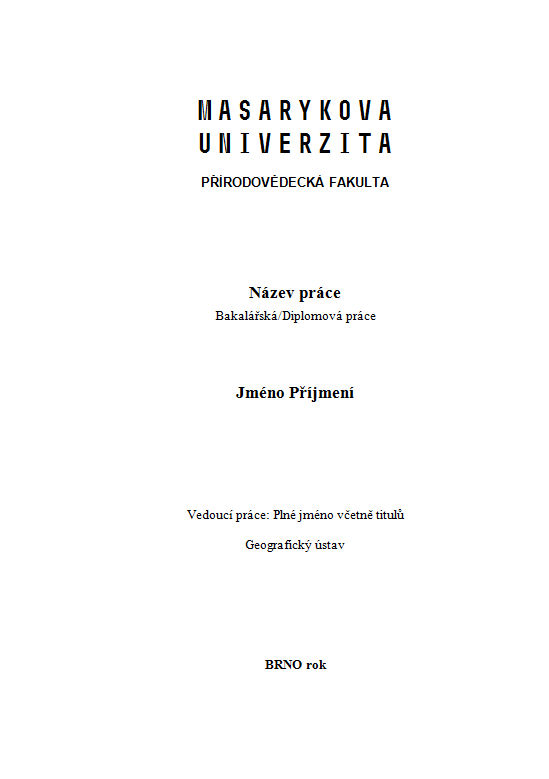 MASARYKOVA
UNIVERZITA
PŘÍRODOVĚDECKÁ FAKULTA
Název práce
Bakalářská/Diplomová práce
Jméno Příjmení
Vedoucí práce: Plné jméno včetně titulů
Geografický ústav
BRNO rok